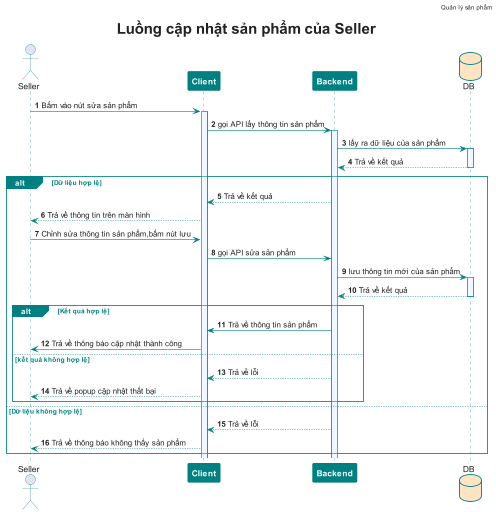 Quản lý sản phẩm
Luồng cập nhật sản phẩm của Seller
Seller
Client
Backend
DB
1 Bấm vào nút sửa sản phẩm
2 gọi API lấy thông tin sản phẩm
3 lấy ra dữ liệu của sản phẩm
4 Trả về kết quả
alt [Dữ liệu hợp lệ]
5 Trả về kết quả
6 Trả về thông tin trên màn hình
7 Chỉnh sửa thông tin sản phẩm,bấm nút lưu
8 gọi API sửa sản phẩm
9 lưu thông tin mới của sản phẩm
10 Trả về kết quả
alt [Kết quả hợp lệ]
11 Trả về thông tin sản phẩm
12 Trả về thông báo cập nhật thành công
[kết quả không hợp lệ]
13 Trả về lỗi
14 Trả về popup cập nhật thất bại
[Dữ liệu không hợp lệ]
15 Trả về lỗi
16 Trả về thông báo không thấy sản phẩm
Seller
Client
Backend
DB